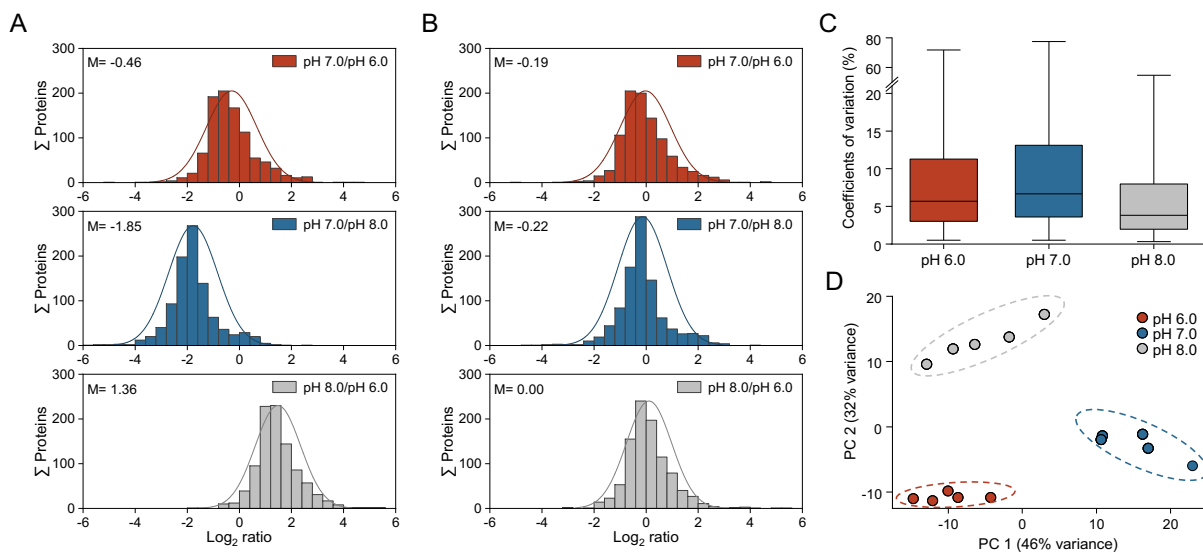 A
300
200
100
0
∑ Proteins
M= -0.46
pH 7.0/pH 6.0
-6 -4 -2 0 2 4 6
300
200
100
0
∑ Proteins
M= -1.85
pH 7.0/pH 8.0
-6 -4 -2 0 2 4 6
300
200
100
0
∑ Proteins
M= 1.36
pH 8.0/pH 6.0
-6 -4 -2 0 2 4 6
Log2 ratio
B
300
200
100
0
∑ Proteins
M= -0.19
pH 7.0/pH 6.0
-6 -4 -2 0 2 4 6
300
200
100
0
∑ Proteins
M= -0.22
pH 7.0/pH 8.0
-6 -4 -2 0 2 4 6
300
200
100
0
∑ Proteins
M= 0.00
pH 8.0/pH 6.0
-6 -4 -2 0 2 4 6
Log2 ratio
C
Coefficients of variation (%)
80
60
20
15
10
5
0
pH 6.0 pH 7.0 pH 8.0
D
PC 2 (32% variance)
20
10
0
-10
pH 6.0
pH 7.0
pH 8.0
-10 0 10 20
PC 1 (46% variance)